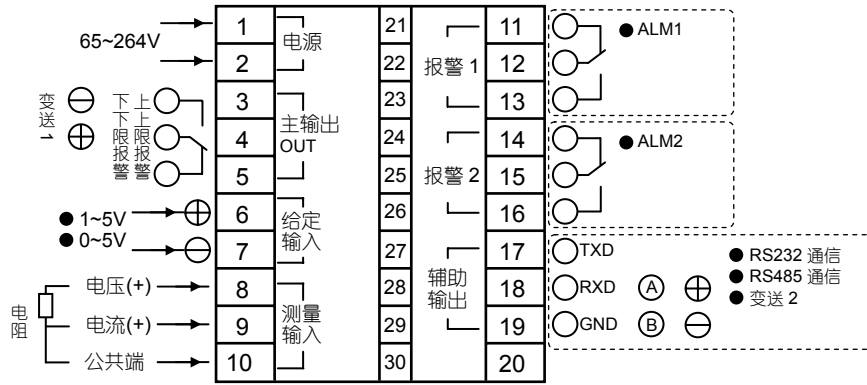 65~264V
1
2
电源
21
22
23
报警 1
11
12
13
● ALM1
变送 1
下下限报警
上上限报警
3
4
5
主输出
OUT
24
25
26
报警 2
14
15
16
● ALM2
● 1~5V
● 0~5V
6
7
给定
输入
27
28
29
30
辅助
输出
17
18
19
20
TXD
RXD
GND
A
B
● RS232 通信
● RS485 通信
● 变送 2
电阻
电压(+)
电流(+)
公共端
8
9
10
测量
输入